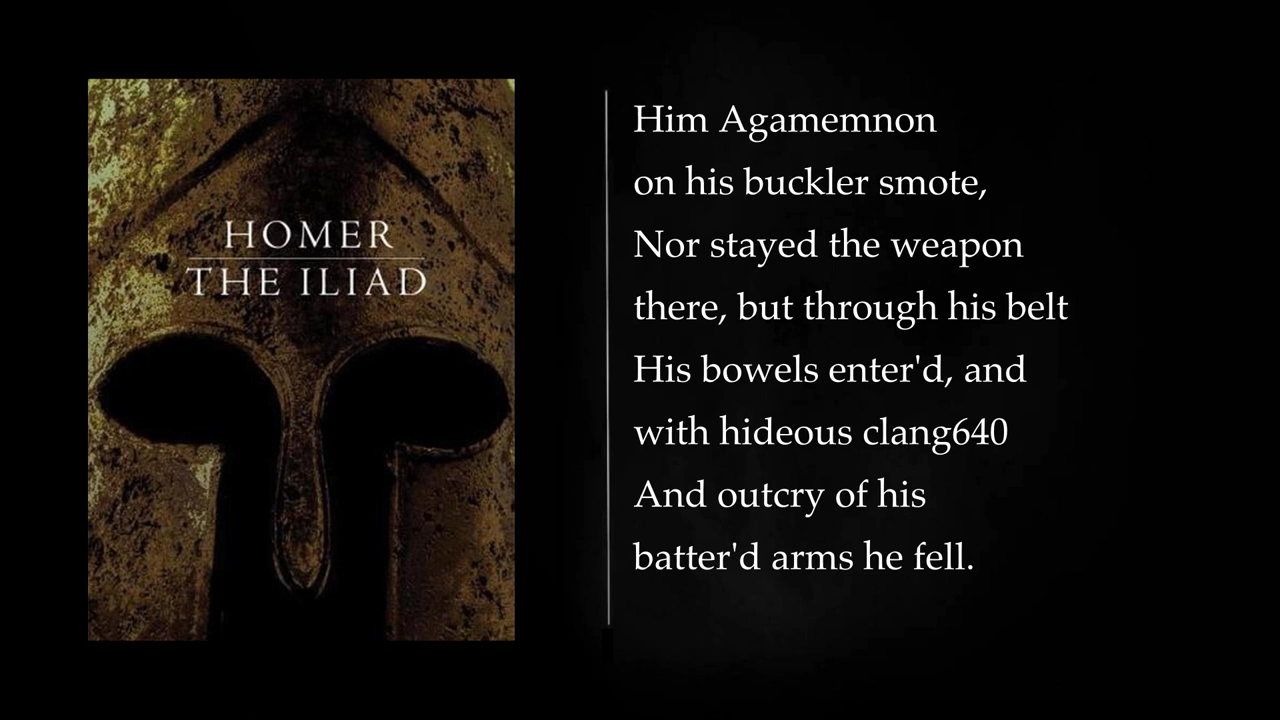 HOMER
THE ILIAD
Him Agamemnon
on his buckler smote,
Nor stayed the weapon
there, but through his belt
His bowels enter'd, and
with hideous clang640
And outcry of his
batter'd arms he fell.